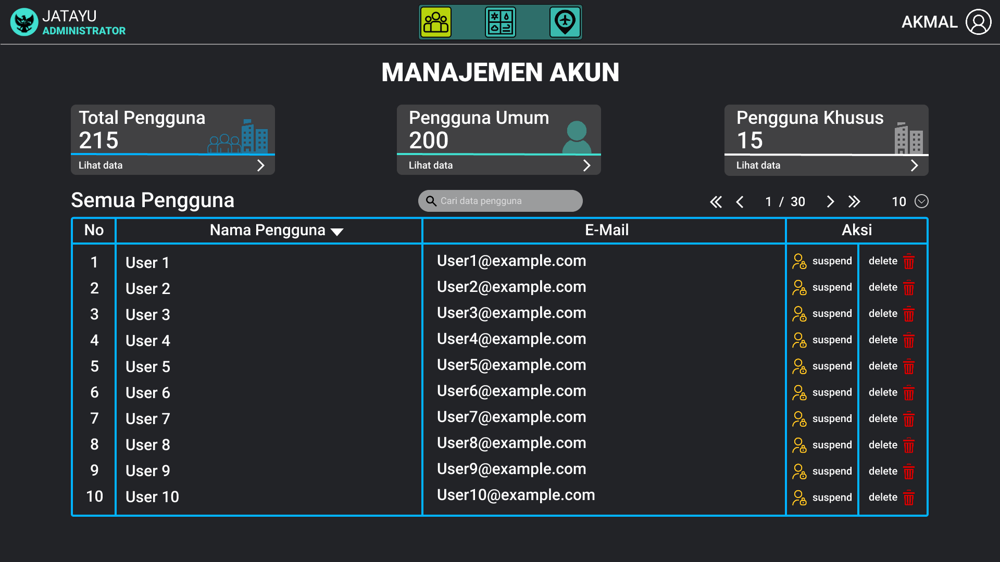 JATAYU
ADMINISTRATOR
AKMAL
MANAJEMEN AKUN
Total Pengguna
215
Lihat data
Pengguna Umum
200
Lihat data
Pengguna Khusus
15
Lihat data
Semua Pengguna
Cari data pengguna
1 / 30
10
No Nama Pengguna E-Mail Aksi
1 User 1 User1@example.com suspend delete
2 User 2 User2@example.com suspend delete
3 User 3 User3@example.com suspend delete
4 User 4 User4@example.com suspend delete
5 User 5 User5@example.com suspend delete
6 User 6 User6@example.com suspend delete
7 User 7 User7@example.com suspend delete
8 User 8 User8@example.com suspend delete
9 User 9 User9@example.com suspend delete
10 User 10 User10@example.com suspend delete